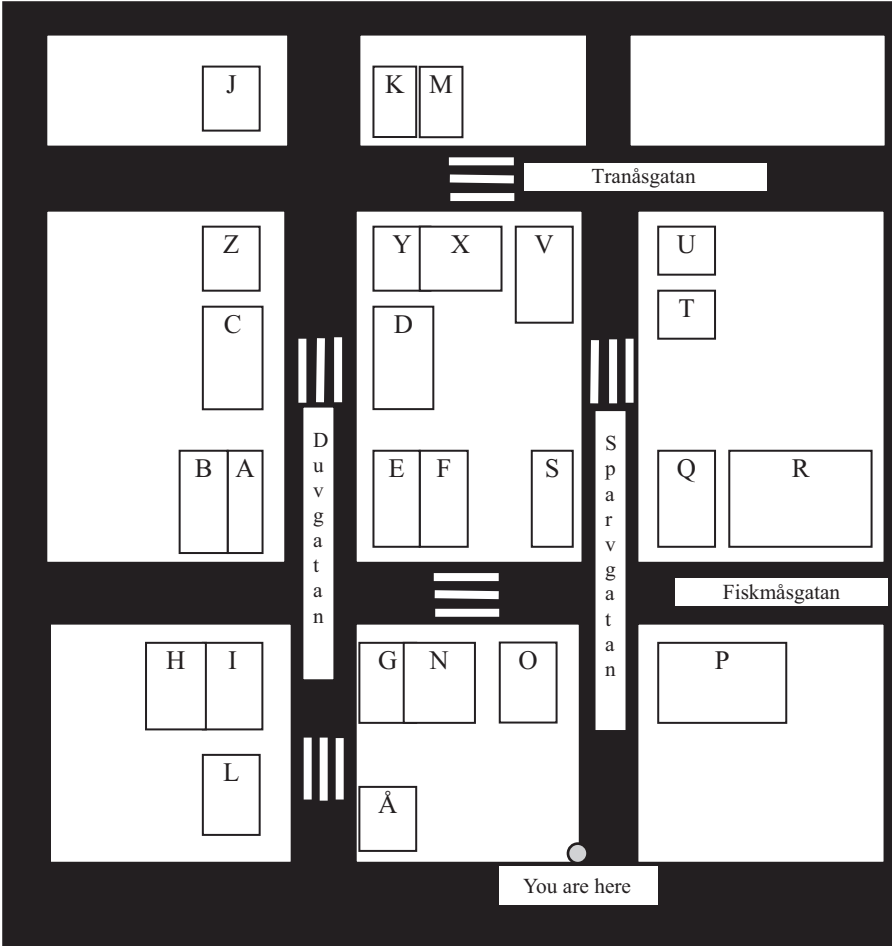 J
K M
Tranåsgatan
Z
Y X V
U
T
C
D
Duvgatan
Sparvgatan
B A
E F
S
Q R
Fiskmåsgatan
H I
G N O
P
L
Å
You are here